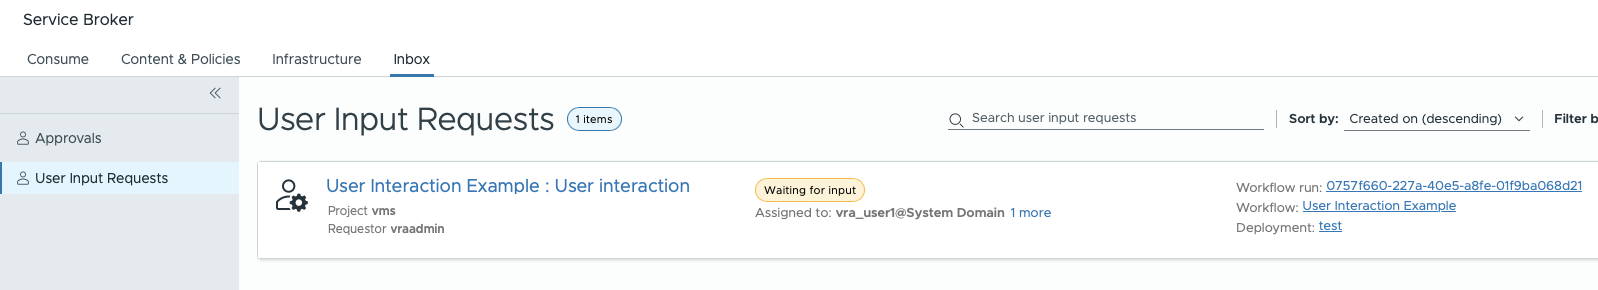 Service Broker
Consume Content & Policies Infrastructure Inbox
Approvals
User Input Requests
User Input Requests 1 items Search user input requests Sort by: Created on (descending) Filter b
User Interaction Example : User interaction
Project vms
Requestor vraadmin
Waiting for input
Assigned to: vra_user1@System Domain 1 more
Workflow run: 0757f660-227a-40e5-a8fe-01f9ba068d21
Workflow: User Interaction Example
Deployment: test